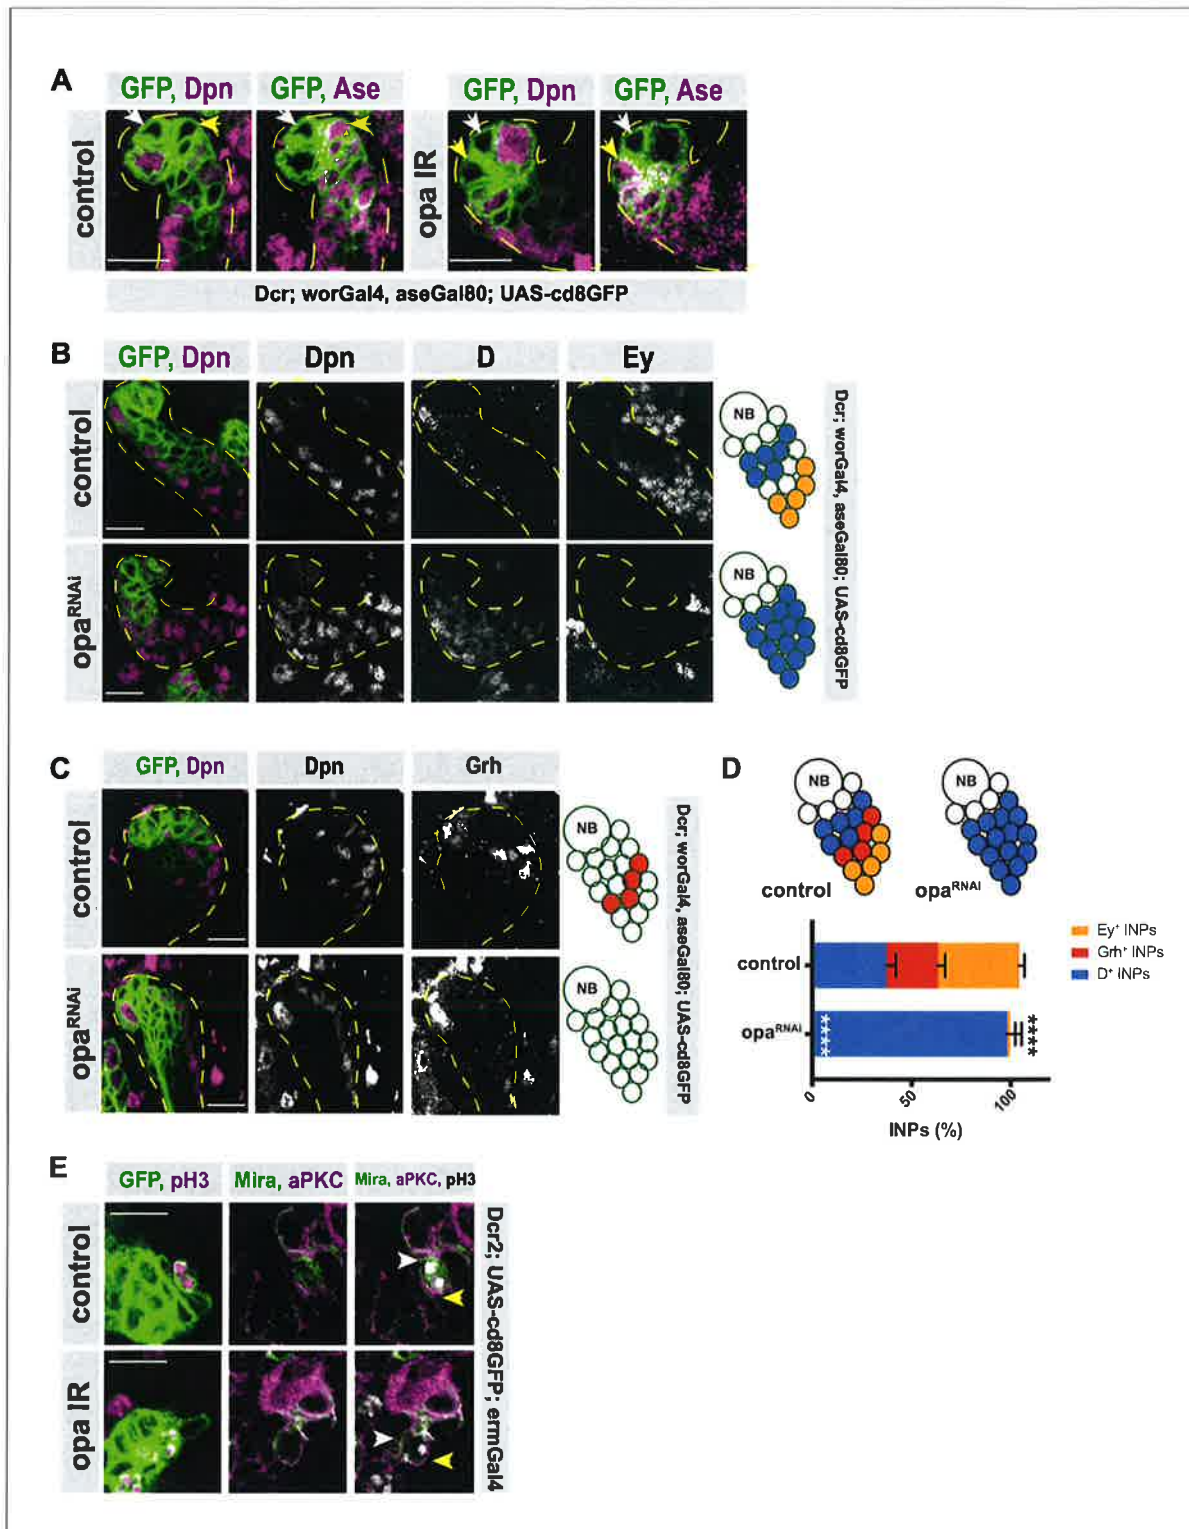 A
GFP, Dpn
GFP, Ase
GFP, Dpn
GFP, Ase
control
opa IR
Dcr; worGal4, aseGal80; UAS-cd8GFP
B
GFP, Dpn
Dpn
D
Ey
control
NB
opaRNAi
NB
Dcr; worGal4, aseGal80; UAS-cd8GFP
C
GFP, Dpn
Dpn
Grh
control
NB
opaRNAi
NB
Dcr; worGal4, aseGal80; UAS-cd8GFP
D
NB
NB
control
opaRNAi
Ey+ INPs
Grh+ INPs
D+ INPs
control
opaRNAi
****
****
0
50
100
INPs (%)
E
GFP, pH3
Mira, aPKC
Mira, aPKC, pH3
control
opa IR
Dcr2; UAS-cd8GFP; ermGal4